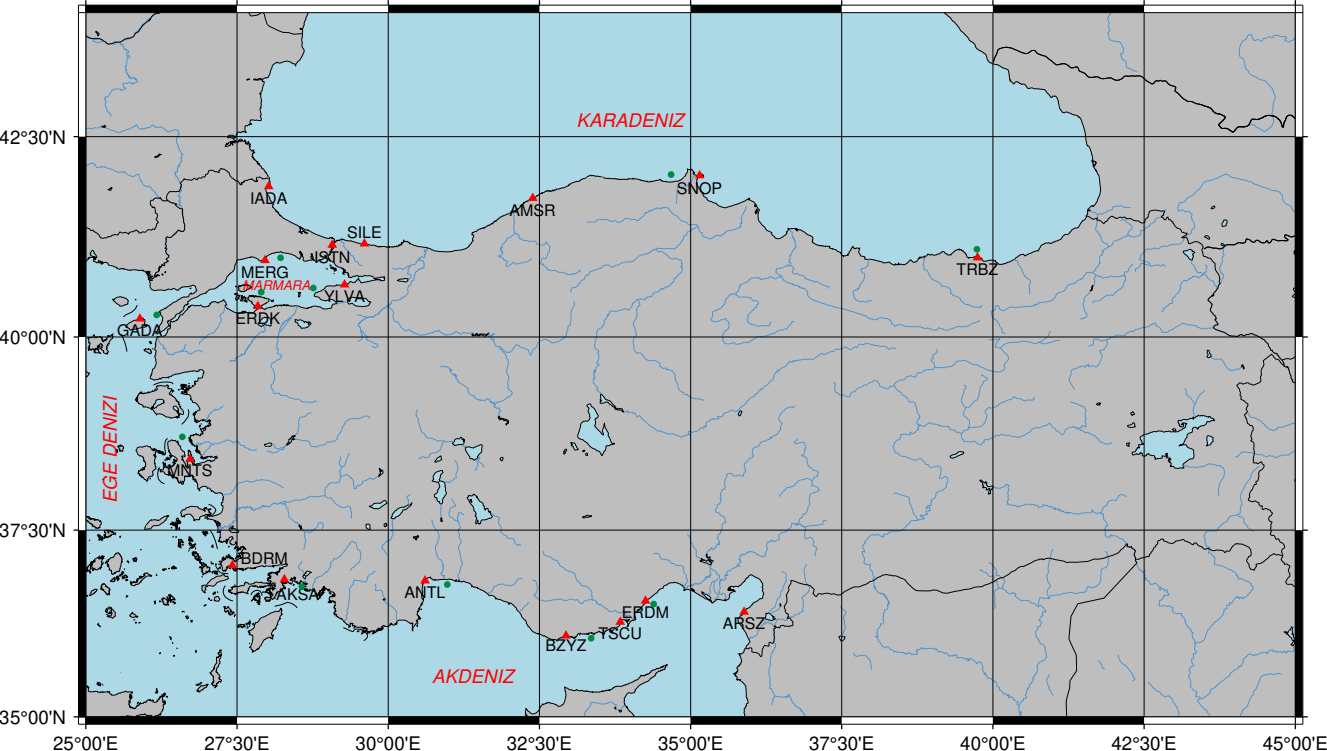 KARADENIZ
42°30'N
SNOP
IADA
AMSR
SILE
ISTN
TRBZ
MERG
MARMARA
YLVA
ERDK
GADA
40°00'N
EGE DENIZI
MNTS
37°30'N
BDRM
AKSA
ANTL
ERDM
ARSZ
TSCU
BZYZ
AKDENIZ
35°00'N
25°00'E 27°30'E 30°00'E 32°30'E 35°00'E 37°30'E 40°00'E 42°30'E 45°00'E